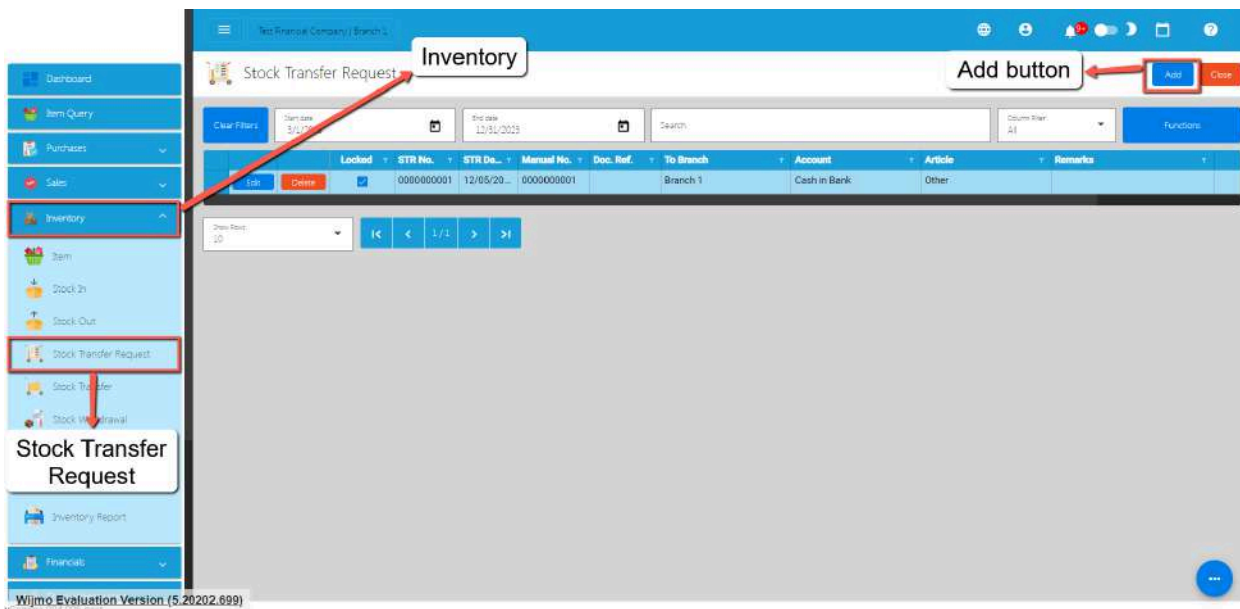 Test Financial Company | Branch 1
9+
Inventory
Stock Transfer Request
Add button
Add
Close
Dashboard
Item Query
Purchases
Sales
Inventory
Item
Stock In
Stock Out
Stock Transfer Request
Stock Transfer
Stock Withdrawal
Stock Transfer
Request
Inventory Report
Financials
Clear Filters
Start date
End date
12/31/2023
Search
Column Filter
All
Functions
Locked
STR No.
STR Da...
Manual No.
Doc. Ref.
To Branch
Account
Article
Remarks
Edit
Delete
0000000001
12/05/20...
0000000001
Branch 1
Cash in Bank
Other
Show Rows
10
1/1
Wijmo Evaluation Version (5.20202.699)